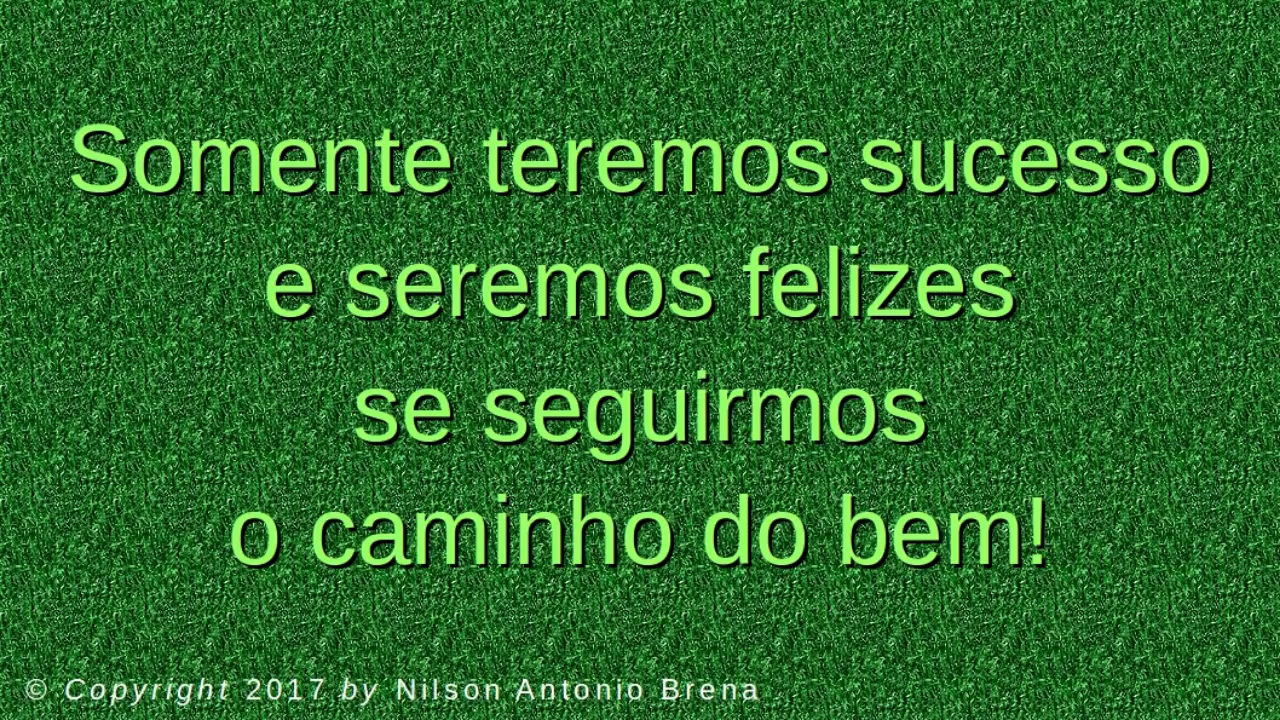 Somente teremos sucesso
e seremos felizes
se seguirmos
o caminho do bem!
© Copyright 2017 by Nilson Antonio Brena